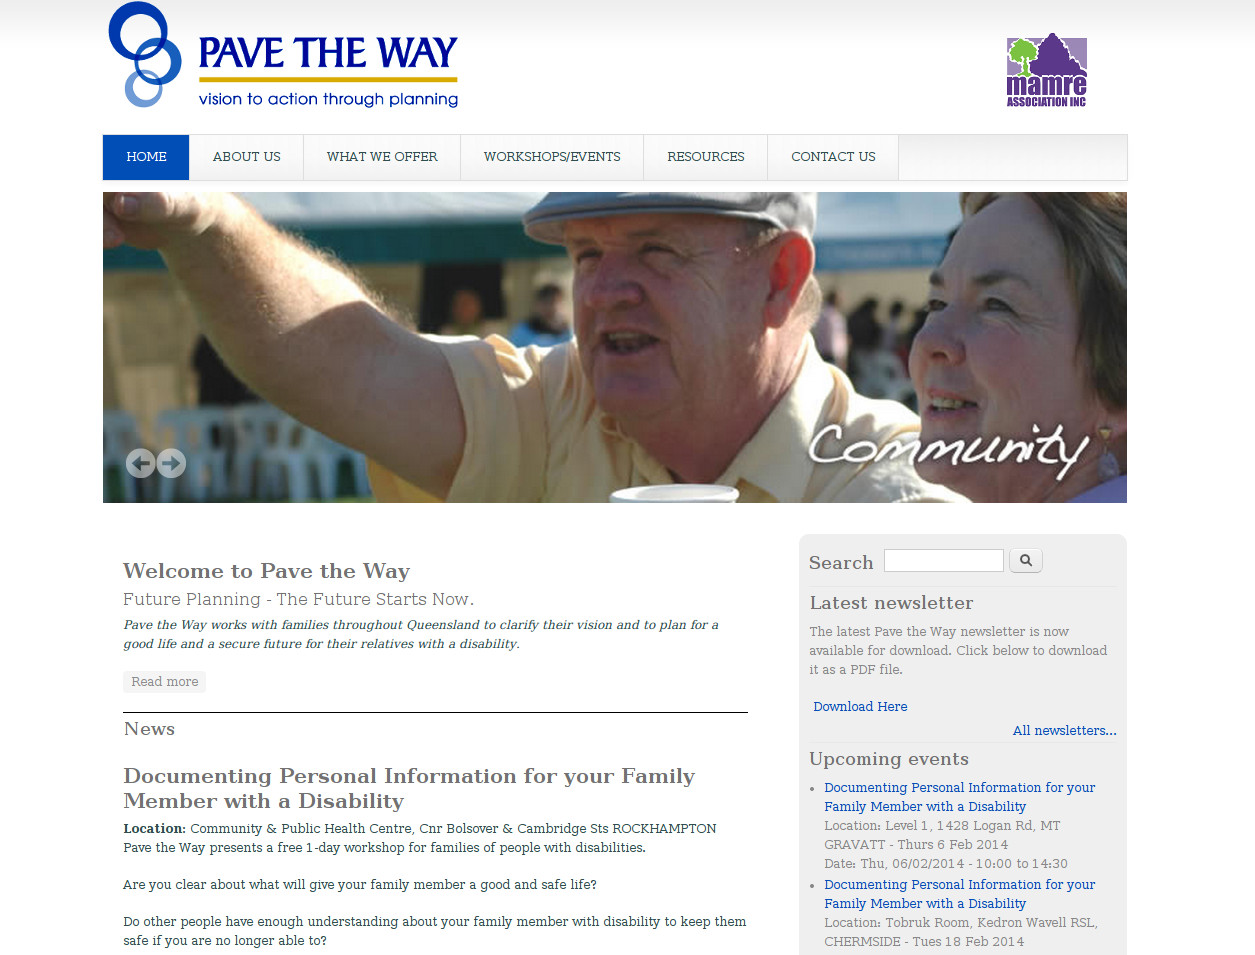 PAVE THE WAY
vision to action through planning
mamre
ASSOCIATION INC
HOME
ABOUT US
WHAT WE OFFER
WORKSHOPS/EVENTS
RESOURCES
CONTACT US
Community
Welcome to Pave the Way
Future Planning - The Future Starts Now.
Pave the Way works with families throughout Queensland to clarify their vision and to plan for a
good life and a secure future for their relatives with a disability.
Read more
News
Documenting Personal Information for your Family
Member with a Disability
Location: Community & Public Health Centre, Cnr Bolsover & Cambridge Sts ROCKHAMPTON
Pave the Way presents a free 1-day workshop for families of people with disabilities.
Are you clear about what will give your family member a good and safe life?
Do other people have enough understanding about your family member with disability to keep them
safe if you are no longer able to?
Search
Latest newsletter
The latest Pave the Way newsletter is now
available for download. Click below to download
it as a PDF file.
Download Here
All newsletters...
Upcoming events
Documenting Personal Information for your
Family Member with a Disability
Location: Level 1, 1428 Logan Rd, MT
GRAVATT - Thurs 6 Feb 2014
Date: Thu, 06/02/2014 - 10:00 to 14:30
Documenting Personal Information for your
Family Member with a Disability
Location: Tobruk Room, Kedron Wavell RSL,
CHERMSIDE - Tues 18 Feb 2014